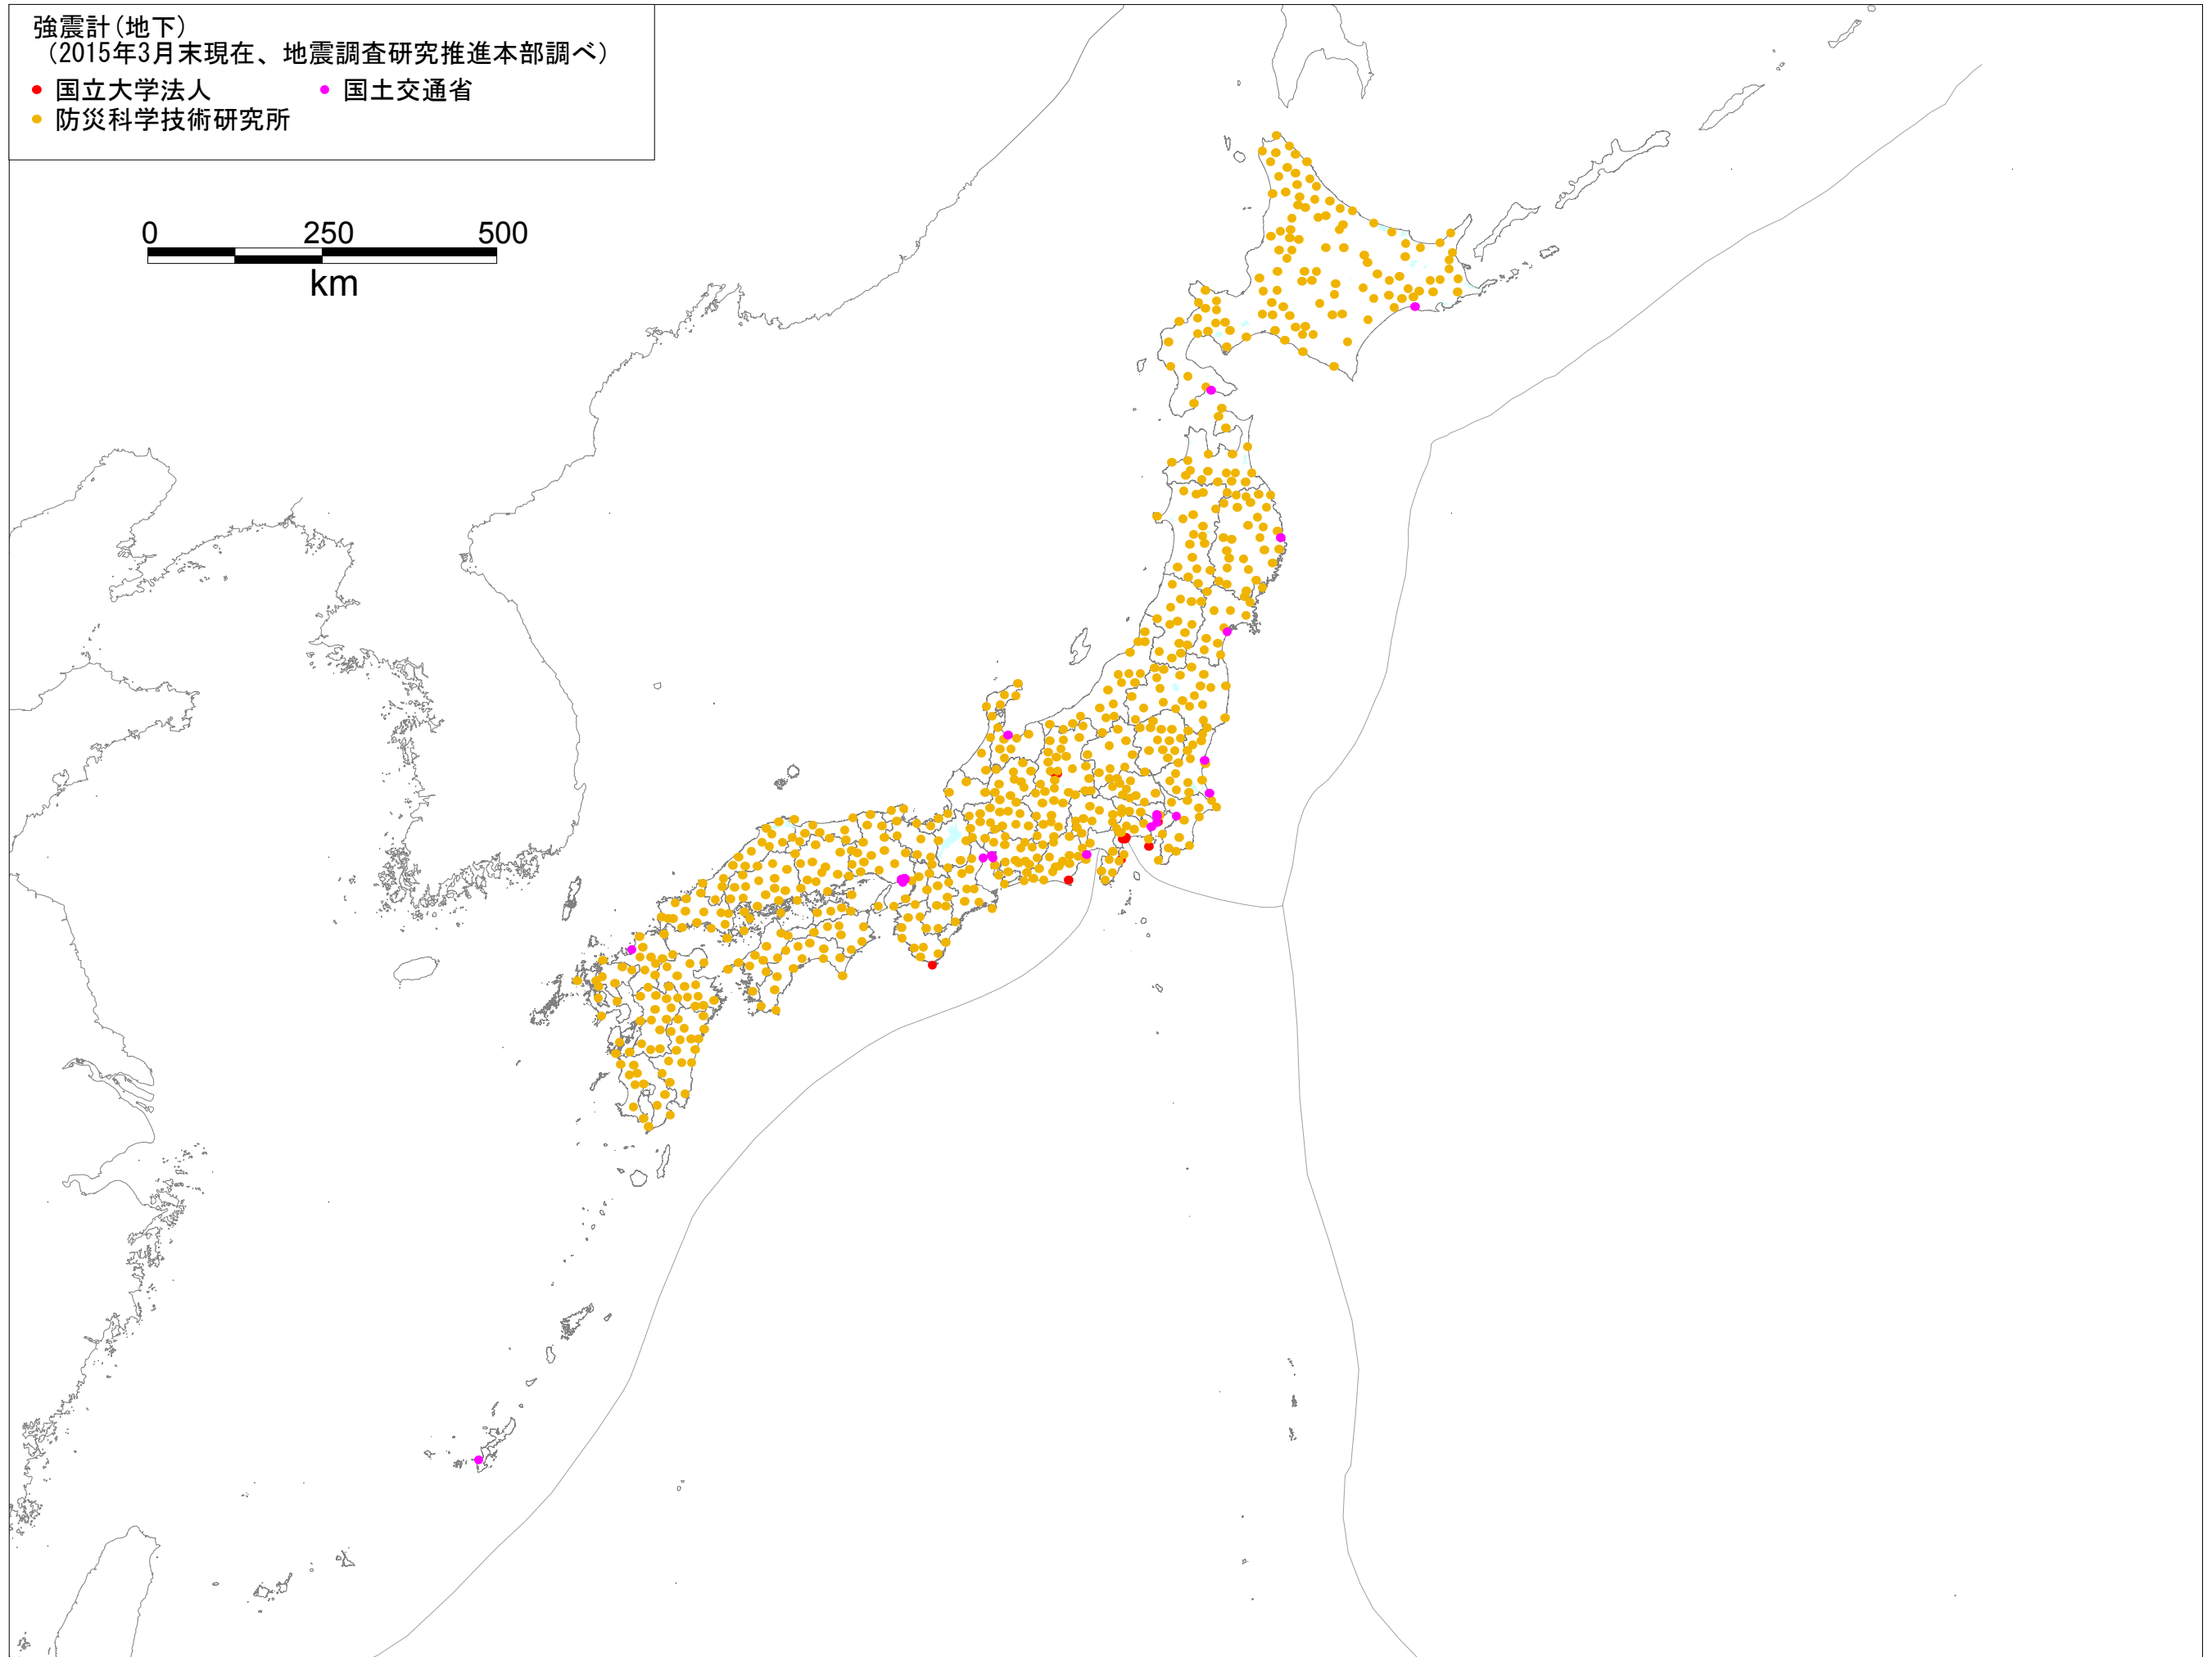 強震計(地下)
（2015年3月末現在、地震調査研究推進本部調べ）
国立大学法人 国土交通省
防災科学技術研究所
0 250 500
km